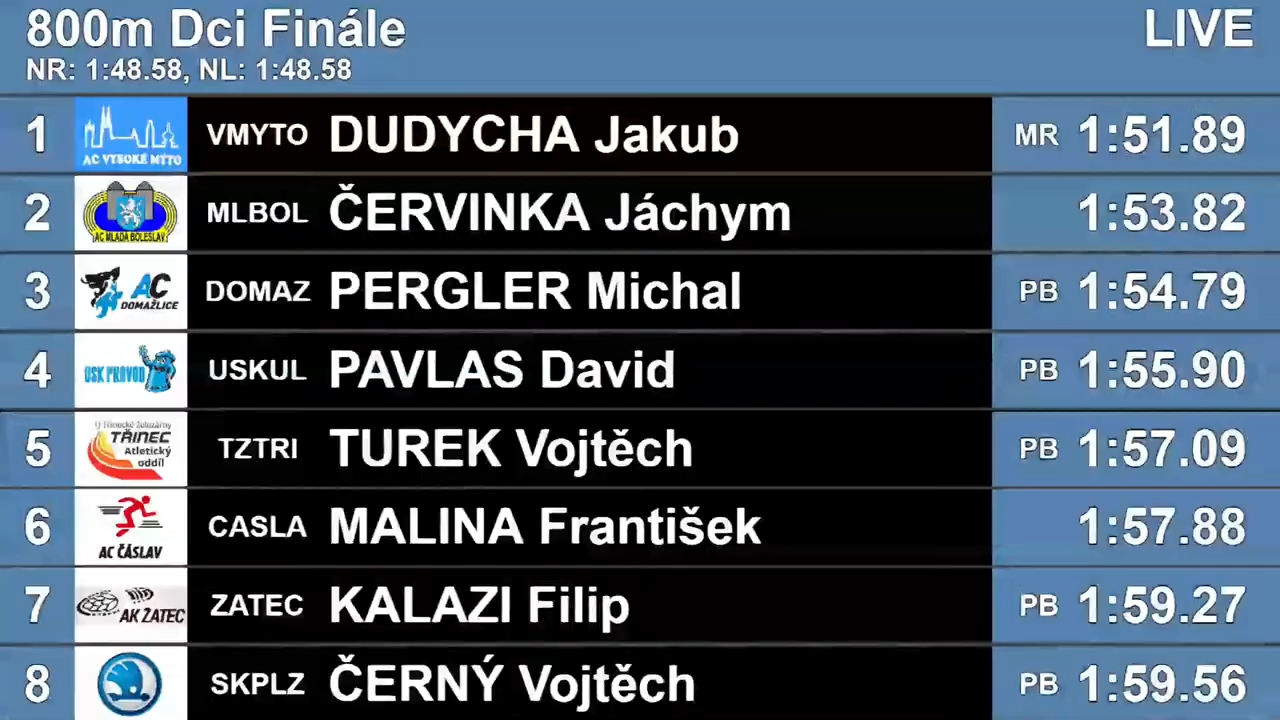 800m Dci Finále
LIVE
NR: 1:48.58, NL: 1:48.58
1 AC VYSOKÉ MÝTO VMYTO DUDYCHA Jakub MR 1:51.89
2 AC MLADÁ BOLESLAV MLBOL ČERVINKA Jáchym 1:53.82
3 AC DOMAŽLICE DOMAZ PERGLER Michal PB 1:54.79
4 USK PROVOD USKUL PAVLAS David PB 1:55.90
5 Třinecké železárny TŘINEC Atletický oddíl TZTRI TUREK Vojtěch PB 1:57.09
6 AC ČÁSLAV CASLA MALINA František 1:57.88
7 AK ŽATEC ZATEC KALAZI Filip PB 1:59.27
8 SKPLZ ČERNÝ Vojtěch PB 1:59.56